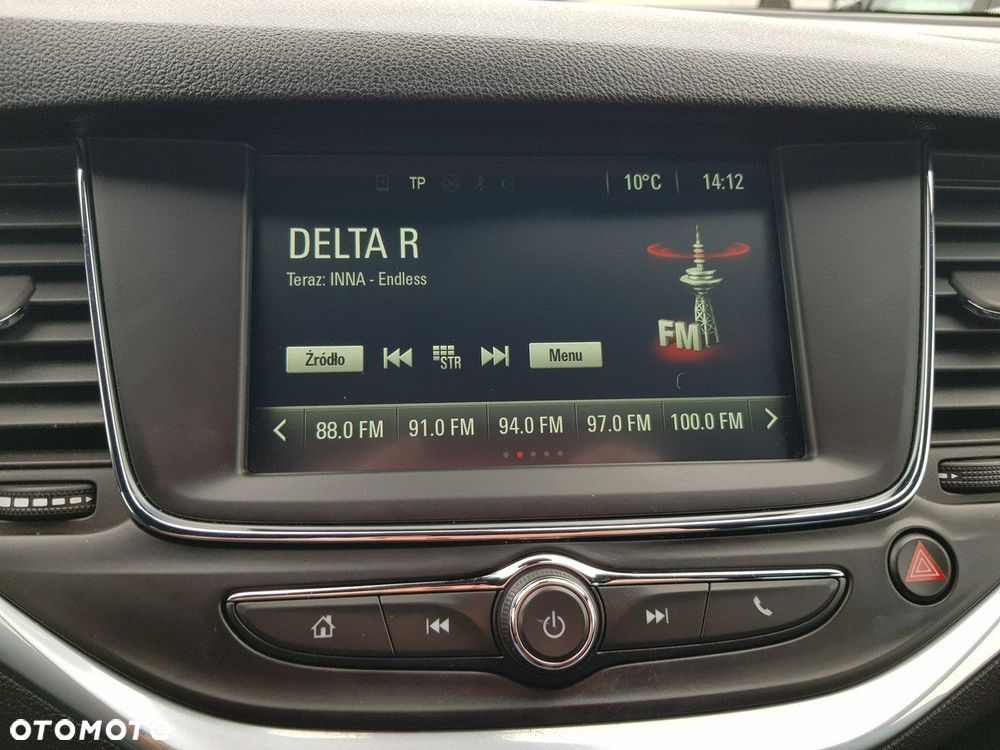 TP 10°C 14:12
DELTA R
Teraz: INNA - Endless
FM
Źródło STR Menu
88.0 FM 91.0 FM 94.0 FM 97.0 FM 100.0 FM
OTOMOTO